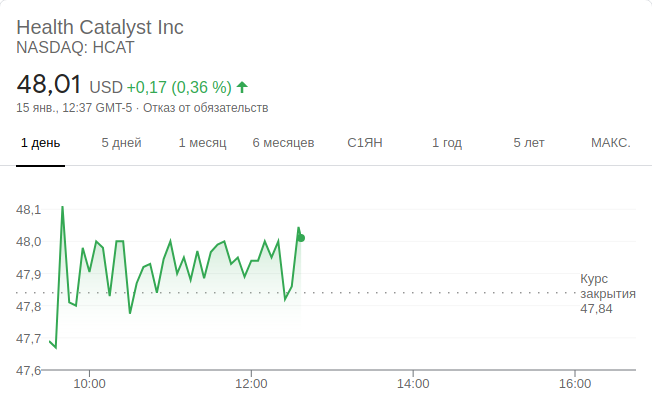 Health Catalyst Inc
NASDAQ: HCAT
48,01 USD +0,17 (0,36 %)
15 янв., 12:37 GMT-5 · Отказ от обязательств
1 день 5 дней 1 месяц 6 месяцев С1ЯН 1 год 5 лет МАКС.
48,1
48,0
47,9
47,8
47,7
47,6
Курс
закрытия
47,84
10:00 12:00 14:00 16:00